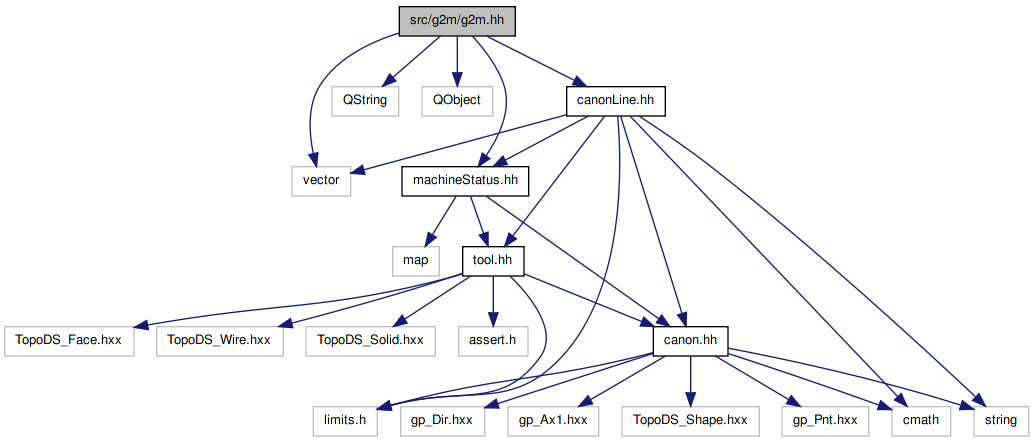 src/g2m/g2m.hh
QString
QObject
canonLine.hh
vector
machineStatus.hh
map
tool.hh
TopoDS_Face.hxx
TopoDS_Wire.hxx
TopoDS_Solid.hxx
assert.h
canon.hh
limits.h
gp_Dir.hxx
gp_Ax1.hxx
TopoDS_Shape.hxx
gp_Pnt.hxx
cmath
string